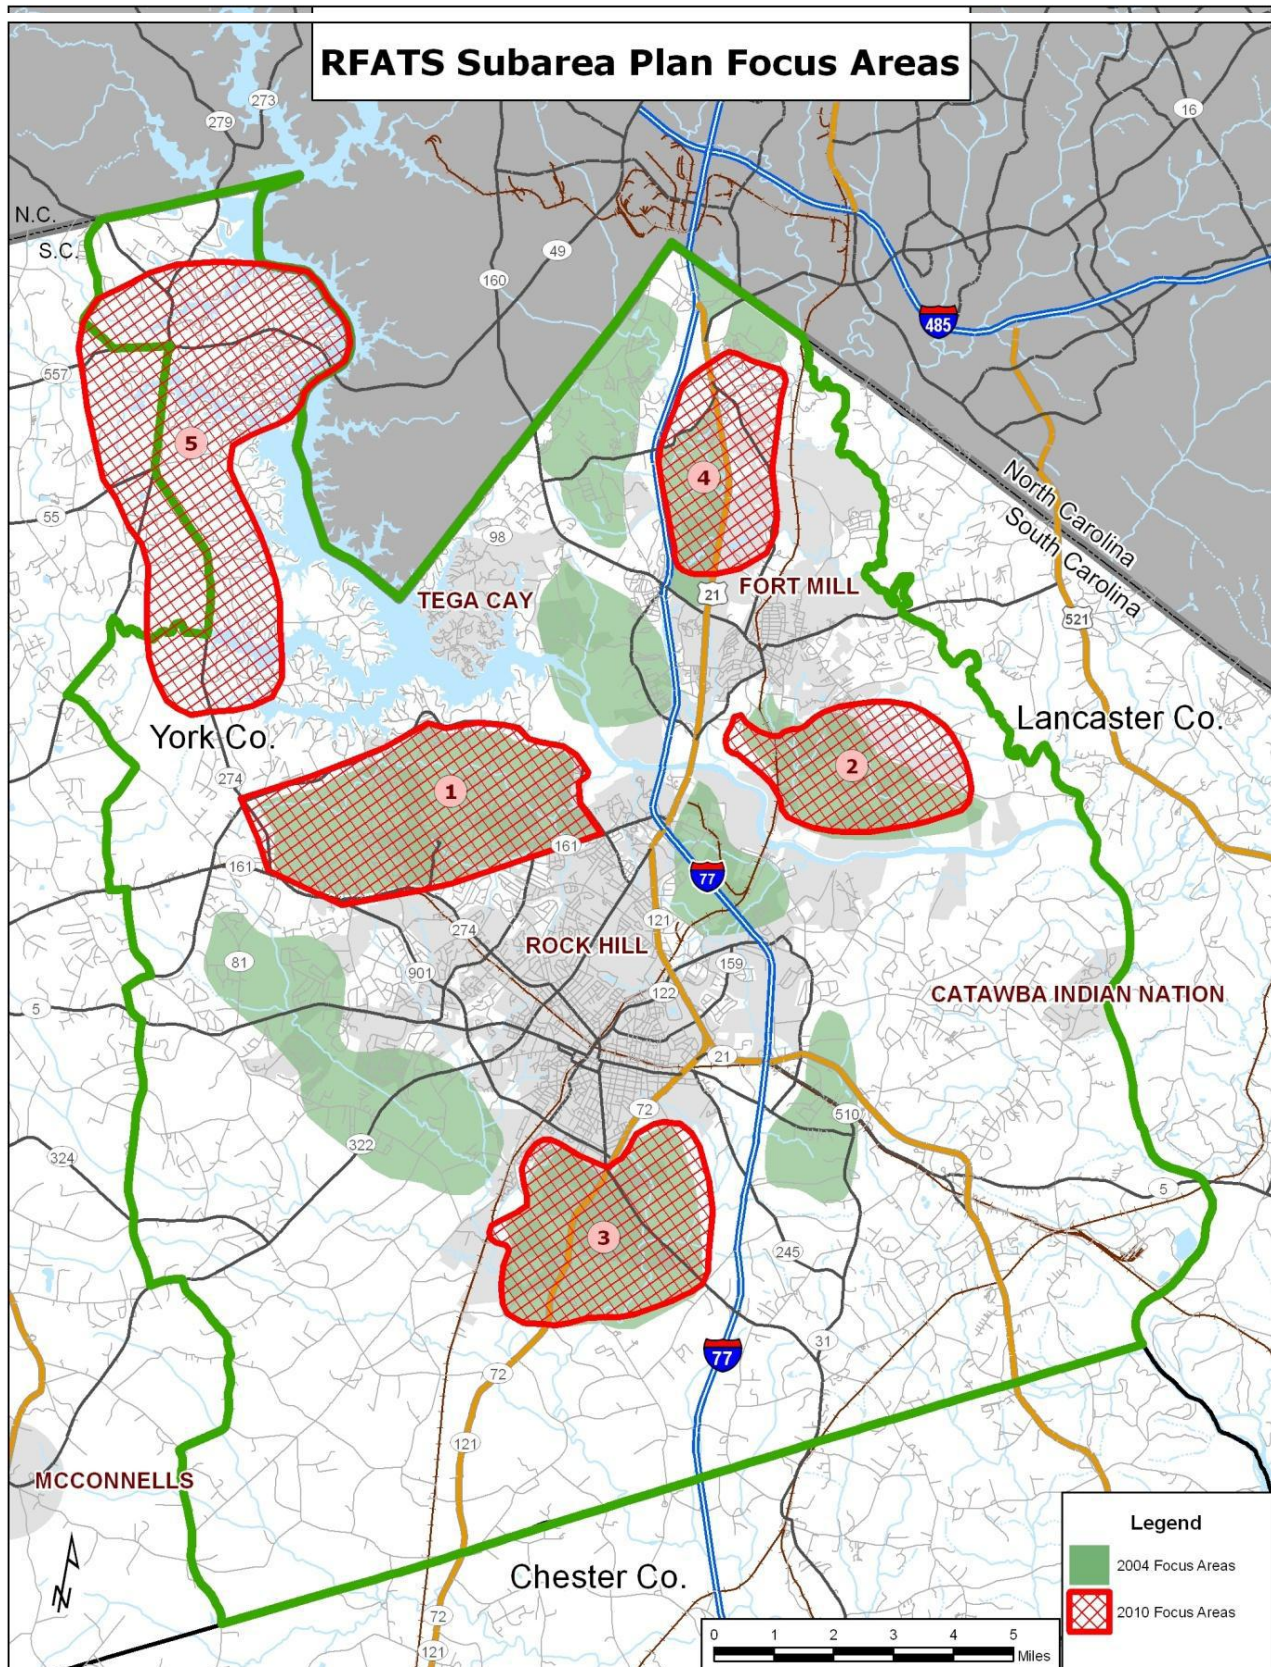 RFATS Subarea Plan Focus Areas
273
279
16
N.C.
S.C.
49
160
485
557
5
4
55
98
North Carolina
South Carolina
TEGA CAY
21
FORT MILL
521
York Co.
Lancaster Co.
274
1
2
161
161
77
121
274
ROCK HILL
81
901
159
122
CATAWBA INDIAN NATION
5
21
72
510
322
324
5
3
245
31
77
72
121
MCCONNELLS
N
Chester Co.
72
121
Legend
2004 Focus Areas
2010 Focus Areas
0 1 2 3 4 5
Miles